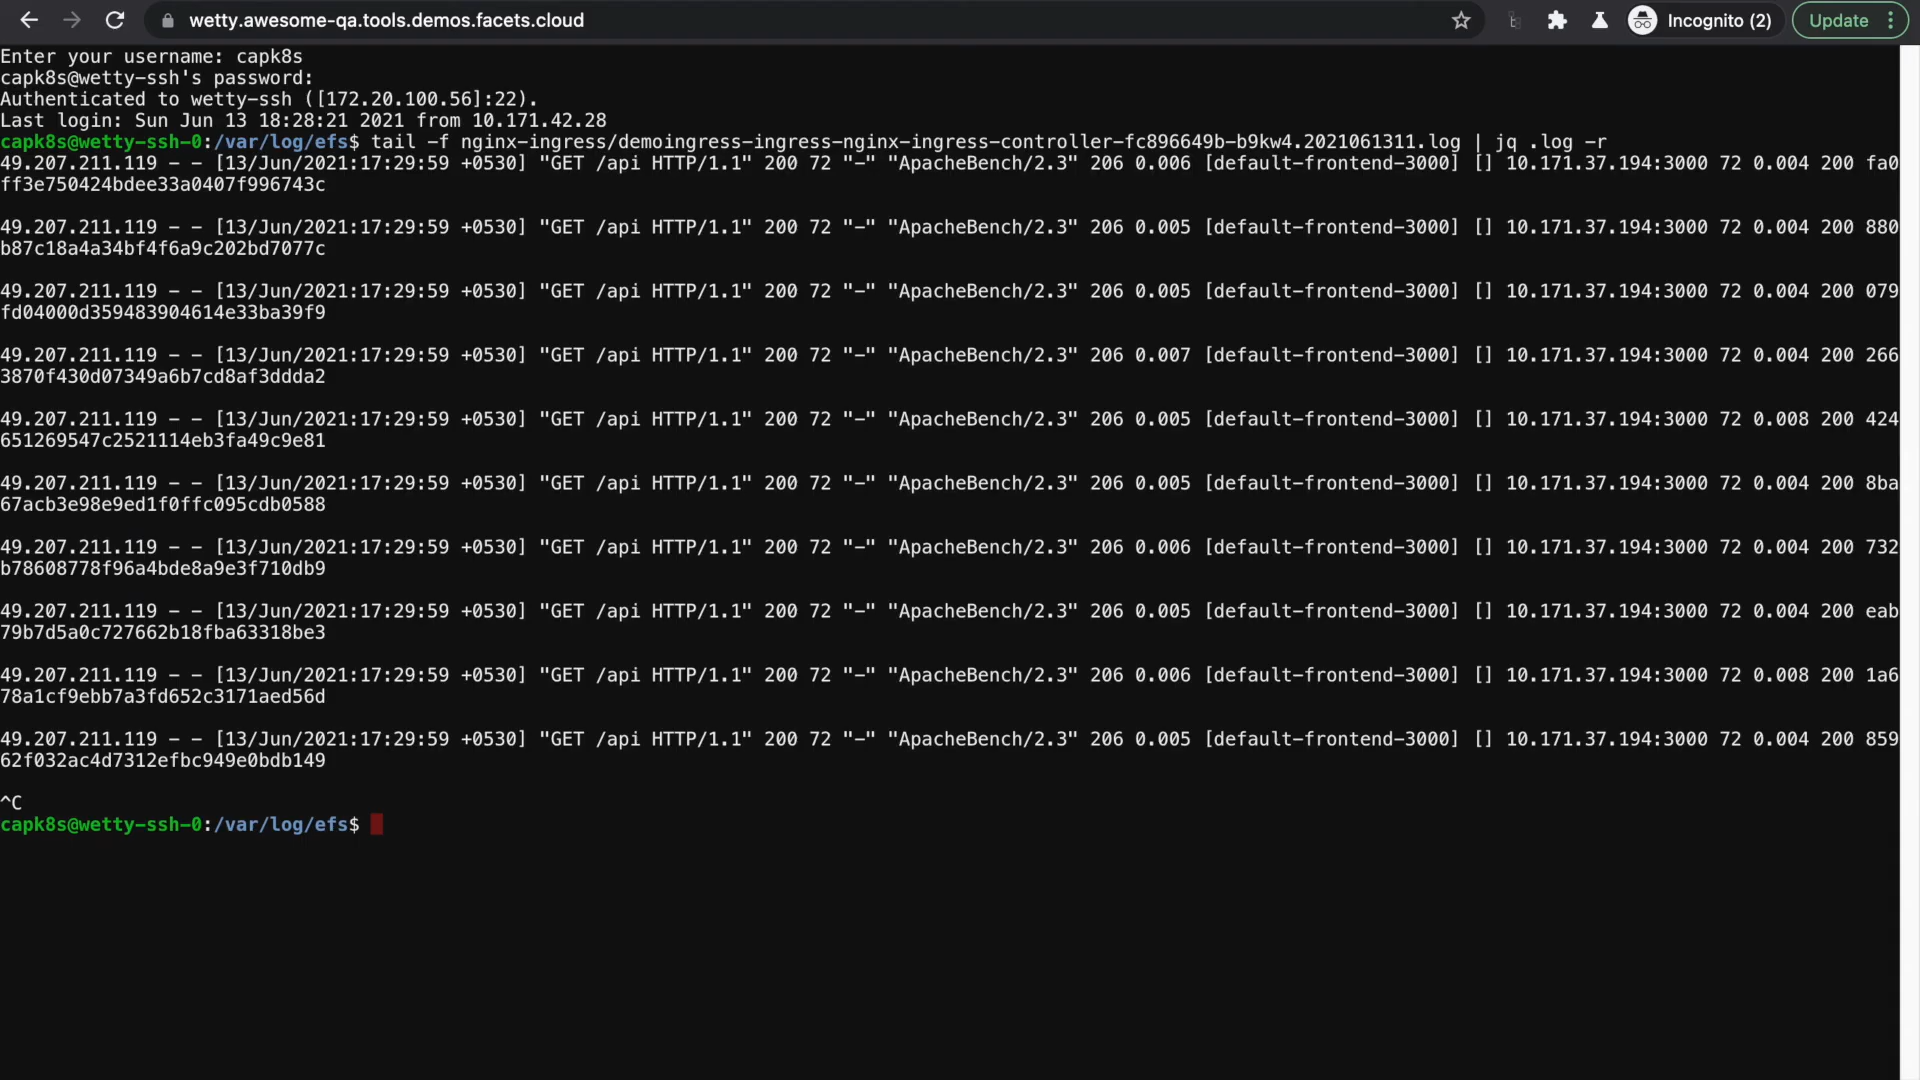 wetty.awesome-qa.tools.demos.facets.cloud
Incognito (2)
Update
Enter your username: capk8s
capk8s@wetty-ssh's password:
Authenticated to wetty-ssh ([172.20.100.56]:22).
Last login: Sun Jun 13 18:28:21 2021 from 10.171.42.28
capk8s@wetty-ssh-0:/var/log/efs$ tail -f nginx-ingress/demoingress-ingress-nginx-ingress-controller-fc896649b-b9kw4.2021061311.log | jq .log -r
49.207.211.119 - - [13/Jun/2021:17:29:59 +0530] "GET /api HTTP/1.1" 200 72 "-" "ApacheBench/2.3" 206 0.006 [default-frontend-3000] [] 10.171.37.194:3000 72 0.004 200 fa0
ff3e750424bdee33a0407f996743c
49.207.211.119 - - [13/Jun/2021:17:29:59 +0530] "GET /api HTTP/1.1" 200 72 "-" "ApacheBench/2.3" 206 0.005 [default-frontend-3000] [] 10.171.37.194:3000 72 0.004 200 880
b87c18a4a34bf4f6a9c202bd7077c
49.207.211.119 - - [13/Jun/2021:17:29:59 +0530] "GET /api HTTP/1.1" 200 72 "-" "ApacheBench/2.3" 206 0.005 [default-frontend-3000] [] 10.171.37.194:3000 72 0.004 200 079
fd04000d359483904614e33ba39f9
49.207.211.119 - - [13/Jun/2021:17:29:59 +0530] "GET /api HTTP/1.1" 200 72 "-" "ApacheBench/2.3" 206 0.007 [default-frontend-3000] [] 10.171.37.194:3000 72 0.004 200 266
3870f430d07349a6b7cd8af3ddda2
49.207.211.119 - - [13/Jun/2021:17:29:59 +0530] "GET /api HTTP/1.1" 200 72 "-" "ApacheBench/2.3" 206 0.005 [default-frontend-3000] [] 10.171.37.194:3000 72 0.008 200 424
651269547c2521114eb3fa49c9e81
49.207.211.119 - - [13/Jun/2021:17:29:59 +0530] "GET /api HTTP/1.1" 200 72 "-" "ApacheBench/2.3" 206 0.005 [default-frontend-3000] [] 10.171.37.194:3000 72 0.004 200 8ba
67acb3e98e9ed1f0ffc095cdb0588
49.207.211.119 - - [13/Jun/2021:17:29:59 +0530] "GET /api HTTP/1.1" 200 72 "-" "ApacheBench/2.3" 206 0.006 [default-frontend-3000] [] 10.171.37.194:3000 72 0.004 200 732
b78608778f96a4bde8a9e3f710db9
49.207.211.119 - - [13/Jun/2021:17:29:59 +0530] "GET /api HTTP/1.1" 200 72 "-" "ApacheBench/2.3" 206 0.005 [default-frontend-3000] [] 10.171.37.194:3000 72 0.004 200 eab
79b7d5a0c727662b18fba63318be3
49.207.211.119 - - [13/Jun/2021:17:29:59 +0530] "GET /api HTTP/1.1" 200 72 "-" "ApacheBench/2.3" 206 0.006 [default-frontend-3000] [] 10.171.37.194:3000 72 0.008 200 1a6
78a1cf9ebb7a3fd652c3171aed56d
49.207.211.119 - - [13/Jun/2021:17:29:59 +0530] "GET /api HTTP/1.1" 200 72 "-" "ApacheBench/2.3" 206 0.005 [default-frontend-3000] [] 10.171.37.194:3000 72 0.004 200 859
62f032ac4d7312efbc949e0bdb149
^C
capk8s@wetty-ssh-0:/var/log/efs$